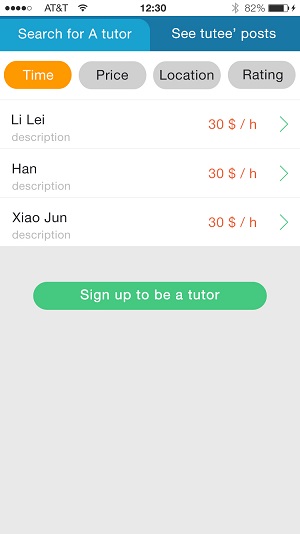 AT&T 12:30 82%
Search for A tutor See tutee' posts
Time Price Location Rating
Li Lei
description
30 $ / h
Han
description
30 $ / h
Xiao Jun
description
30 $ / h
Sign up to be a tutor